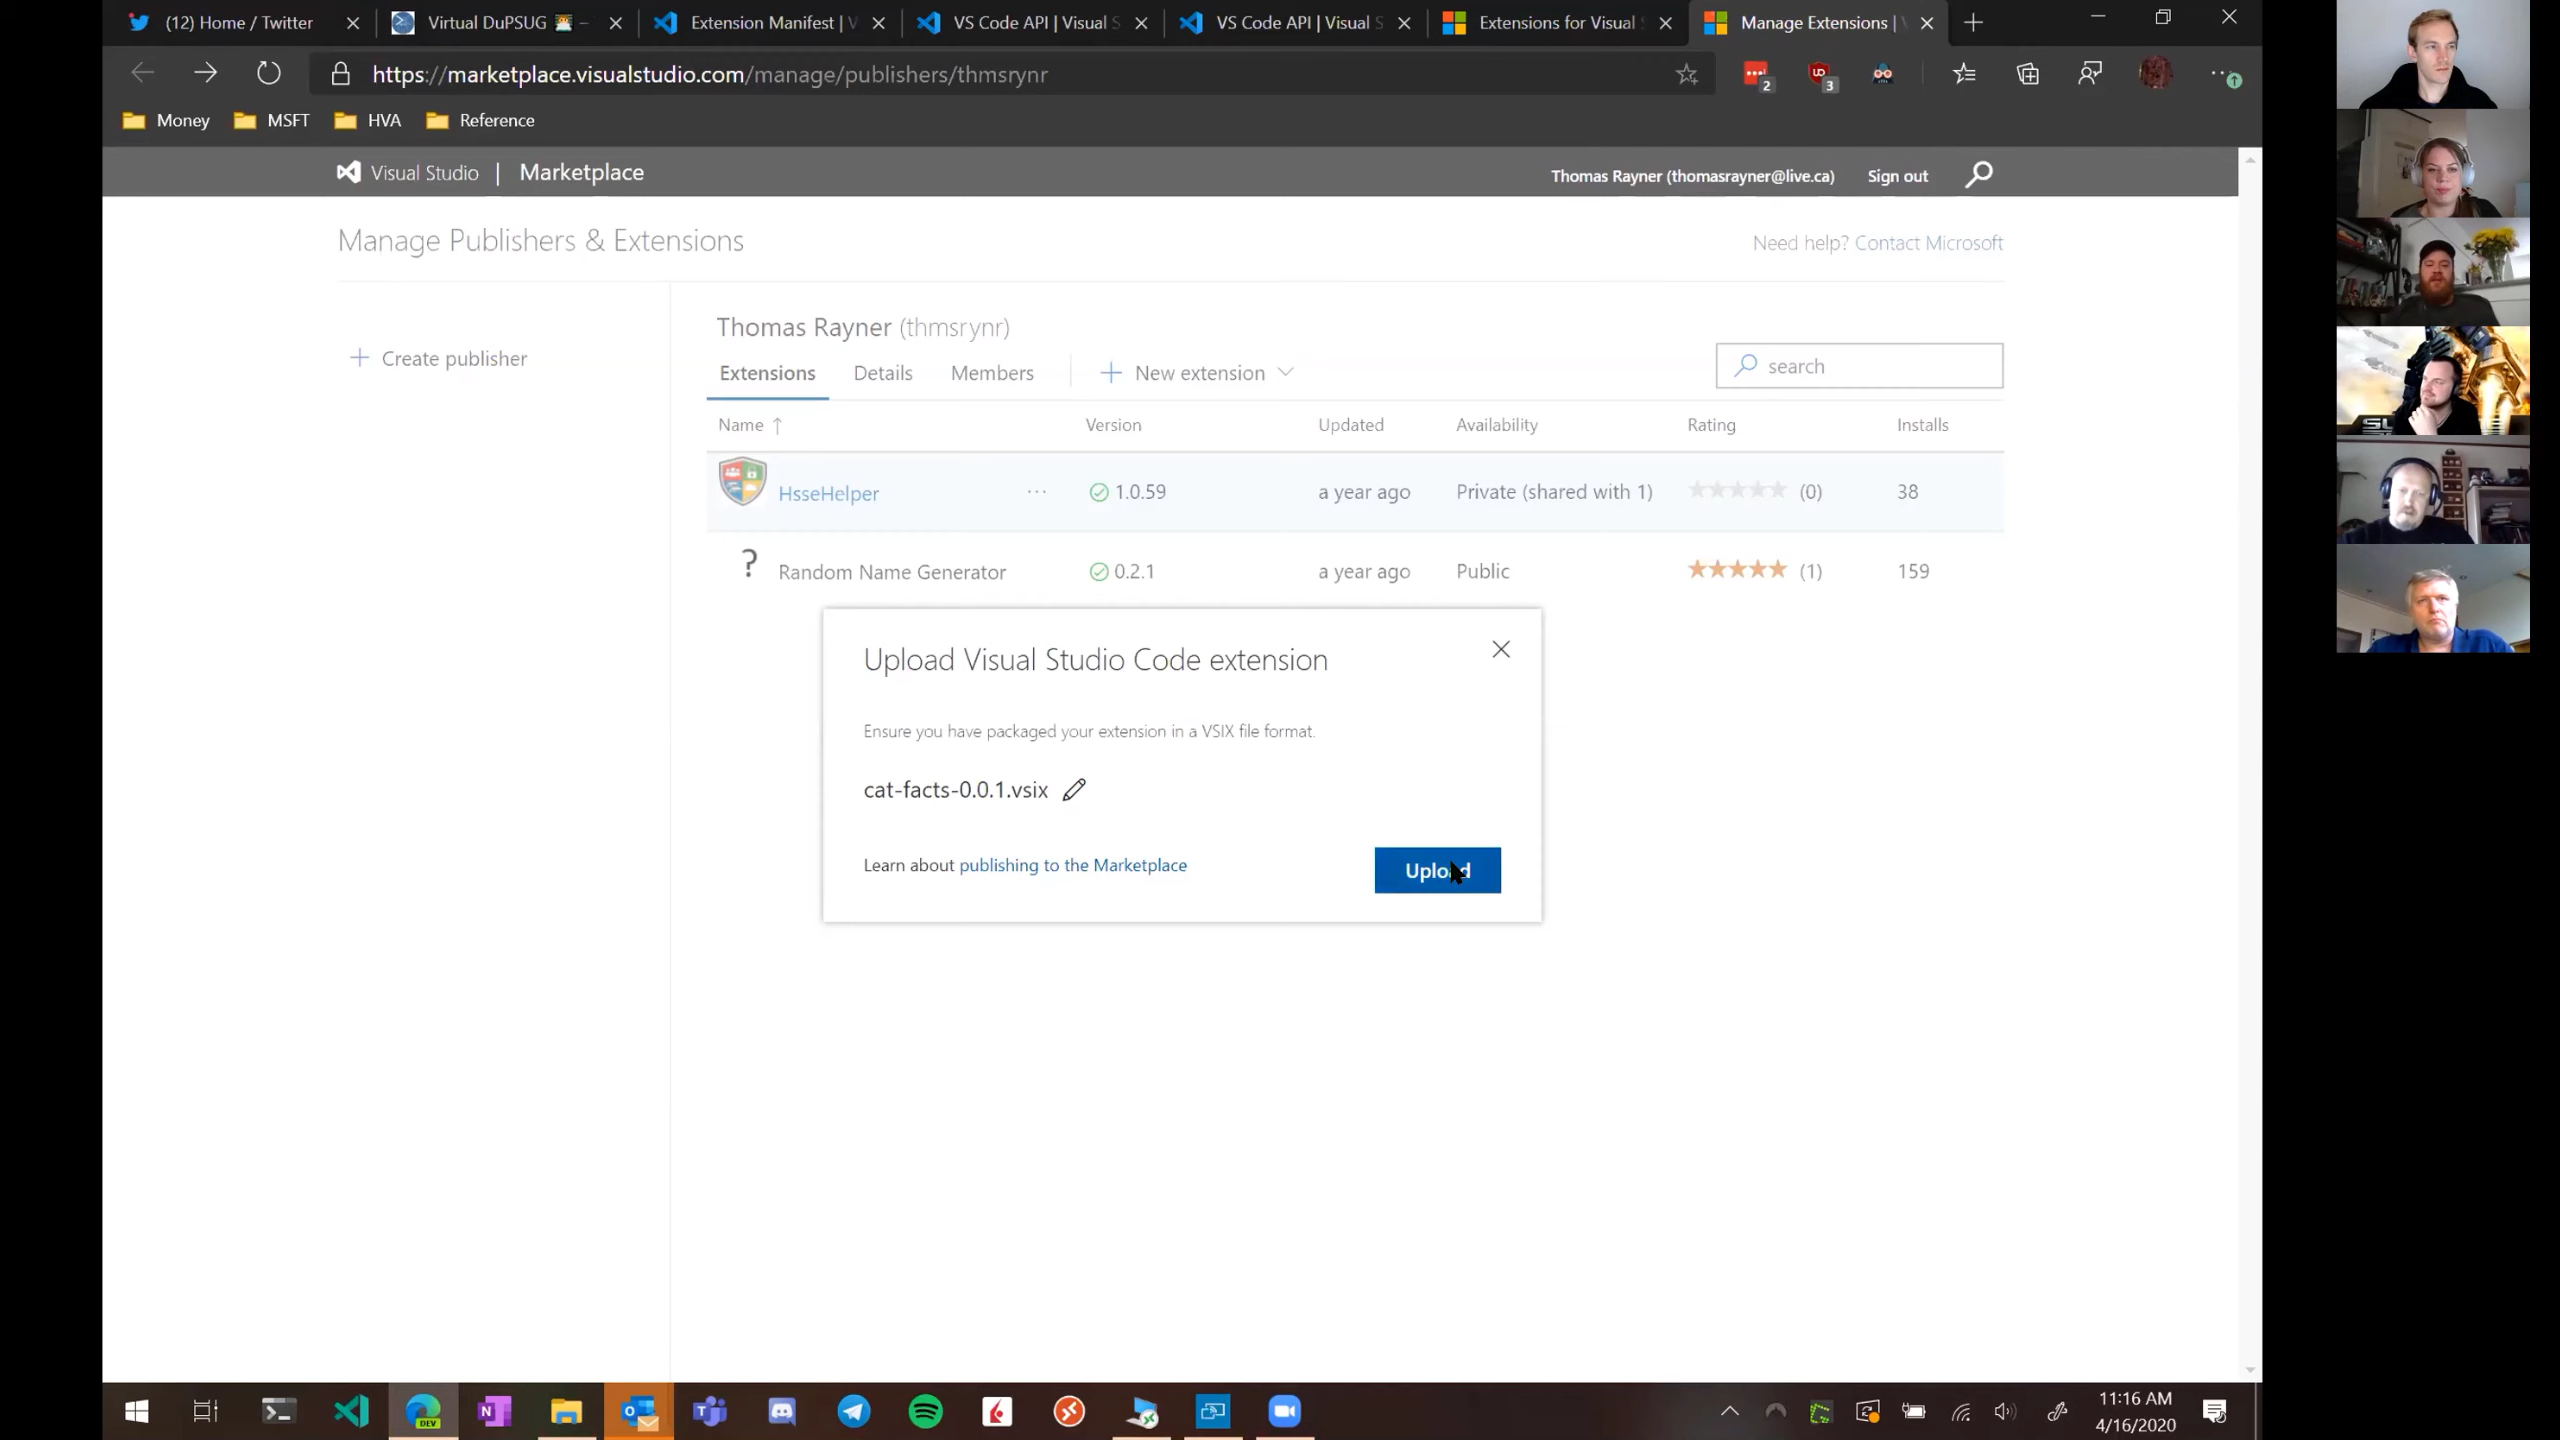 (12) Home / Twitter
Virtual DuPSUG
Extension Manifest | V
VS Code API | Visual S
VS Code API | Visual S
Extensions for Visual S
Manage Extensions | V
https://marketplace.visualstudio.com/manage/publishers/thmsrynr
2
3
Money
MSFT
HVA
Reference
Visual Studio | Marketplace
Thomas Rayner (thomasrayner@live.ca)
Sign out
Manage Publishers & Extensions
Need help? Contact Microsoft
+ Create publisher
Thomas Rayner (thmsrynr)
Extensions
Details
Members
+ New extension
search
Name ↑
Version
Updated
Availability
Rating
Installs
HsseHelper
...
1.0.59
a year ago
Private (shared with 1)
(0)
38
?
Random Name Generator
0.2.1
a year ago
Public
(1)
159
Upload Visual Studio Code extension
Ensure you have packaged your extension in a VSIX file format.
cat-facts-0.0.1.vsix
Learn about publishing to the Marketplace
Upload
DEV
11:16 AM
4/16/2020